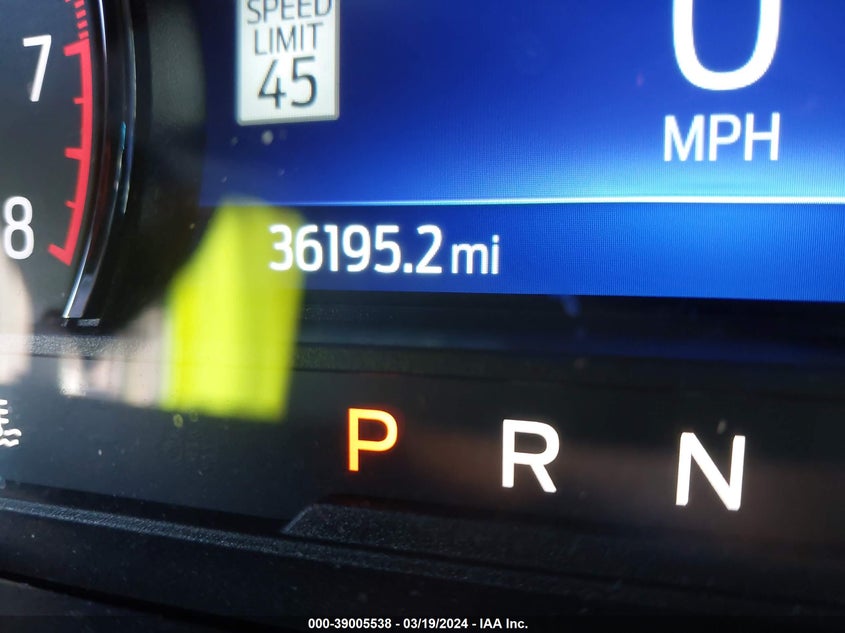 7
8
SPEED
LIMIT
45
0
MPH
36195.2 mi
P R N
000-39005538 - 03/19/2024 - IAA Inc.